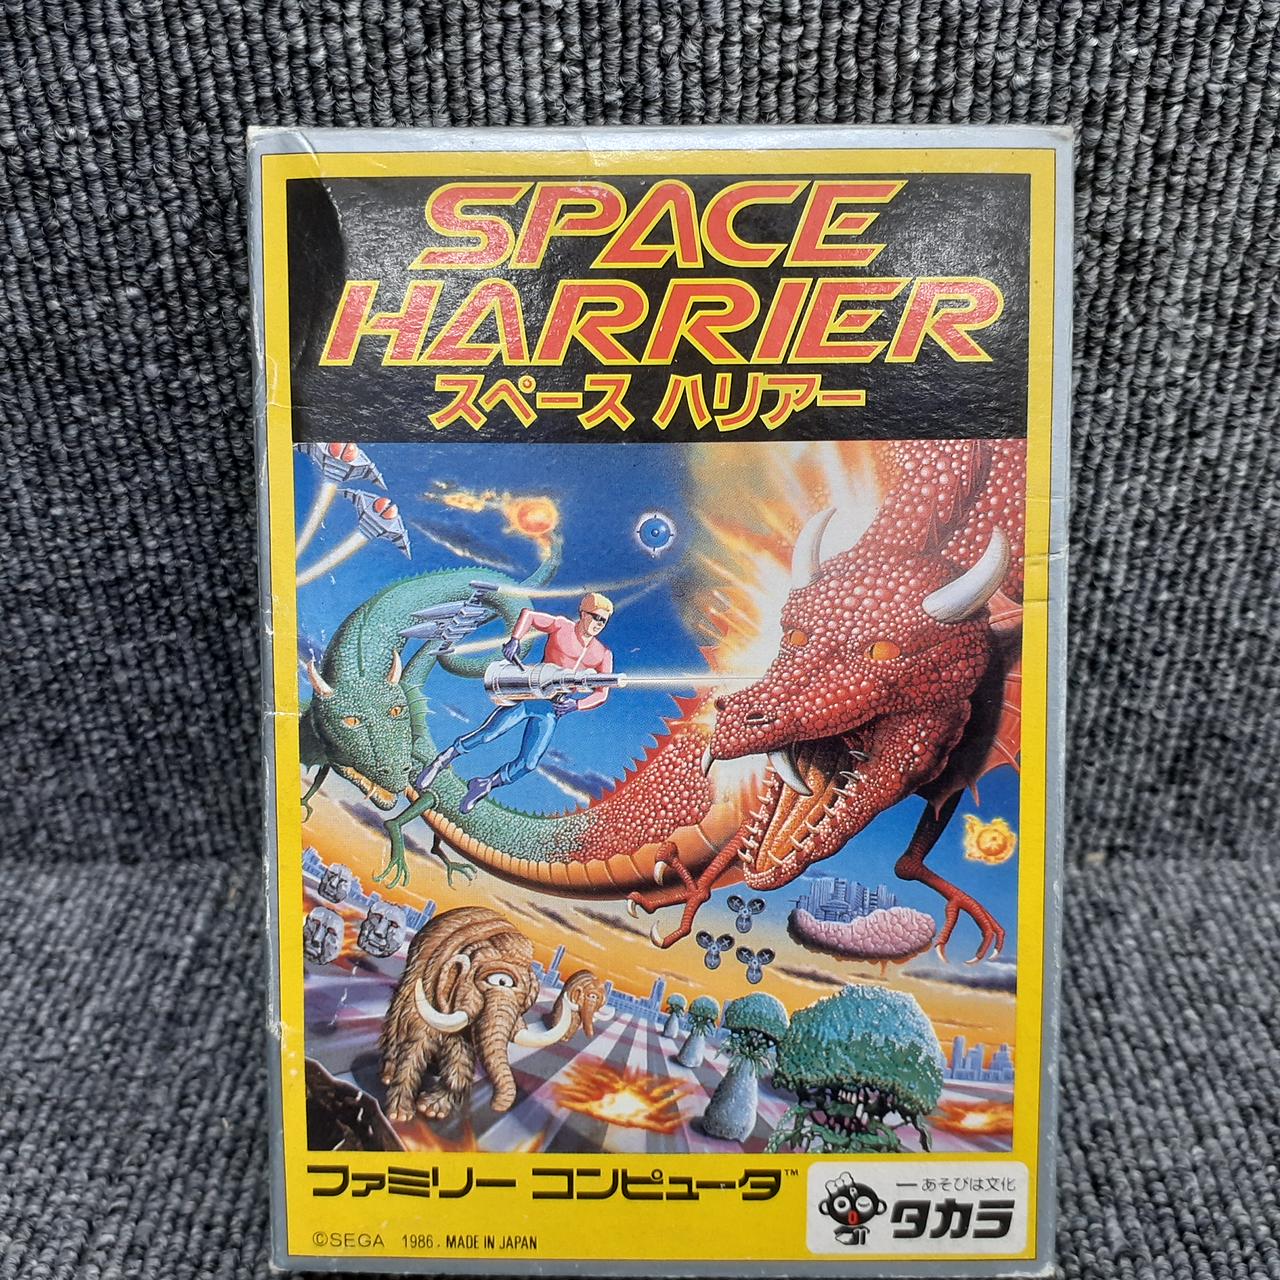 SPACE
HARRIER
スペース ハリアー
ファミリー コンピュータ™
一あそびは文化
タカラ
©SEGA 1986. MADE IN JAPAN